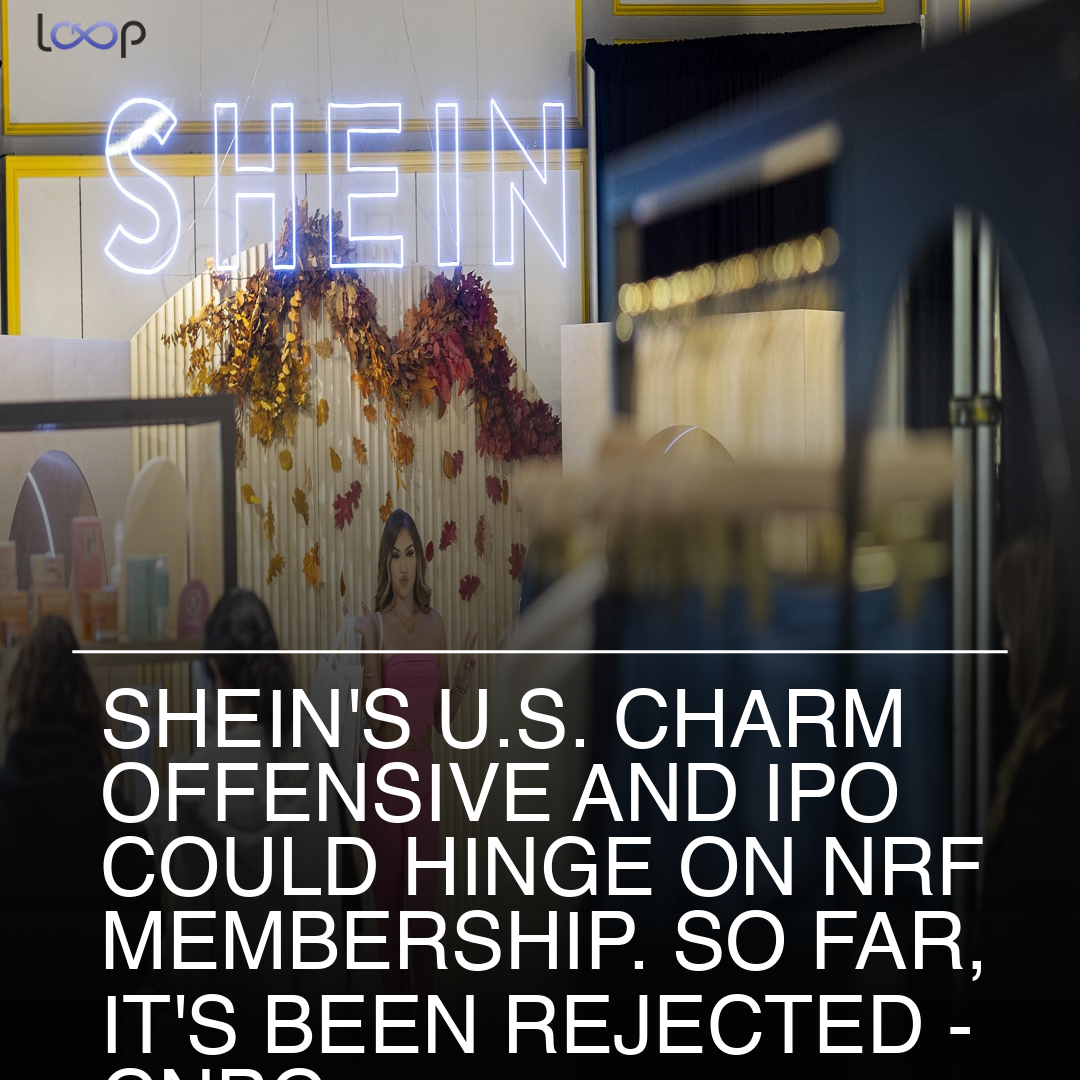 loop
SHEIN
SHEIN'S U.S. CHARM
OFFENSIVE AND IPO
COULD HINGE ON NRF
MEMBERSHIP. SO FAR,
IT'S BEEN REJECTED -